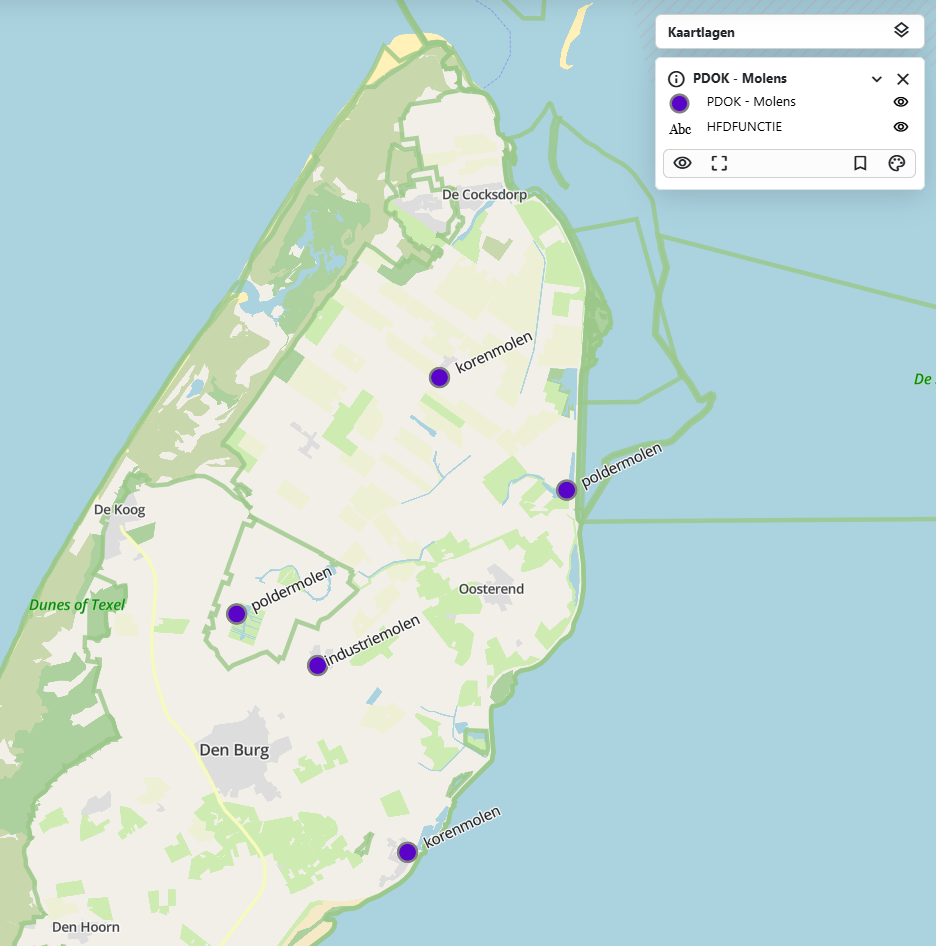 Kaartlagen
PDOK - Molens
PDOK - Molens
Abc HFDFUNCTIE
De Cocksdorp
korenmolen
De
poldermolen
De Koog
poldermolen
Oosterend
Dunes of Texel
industriemolen
Den Burg
korenmolen
Den Hoorn